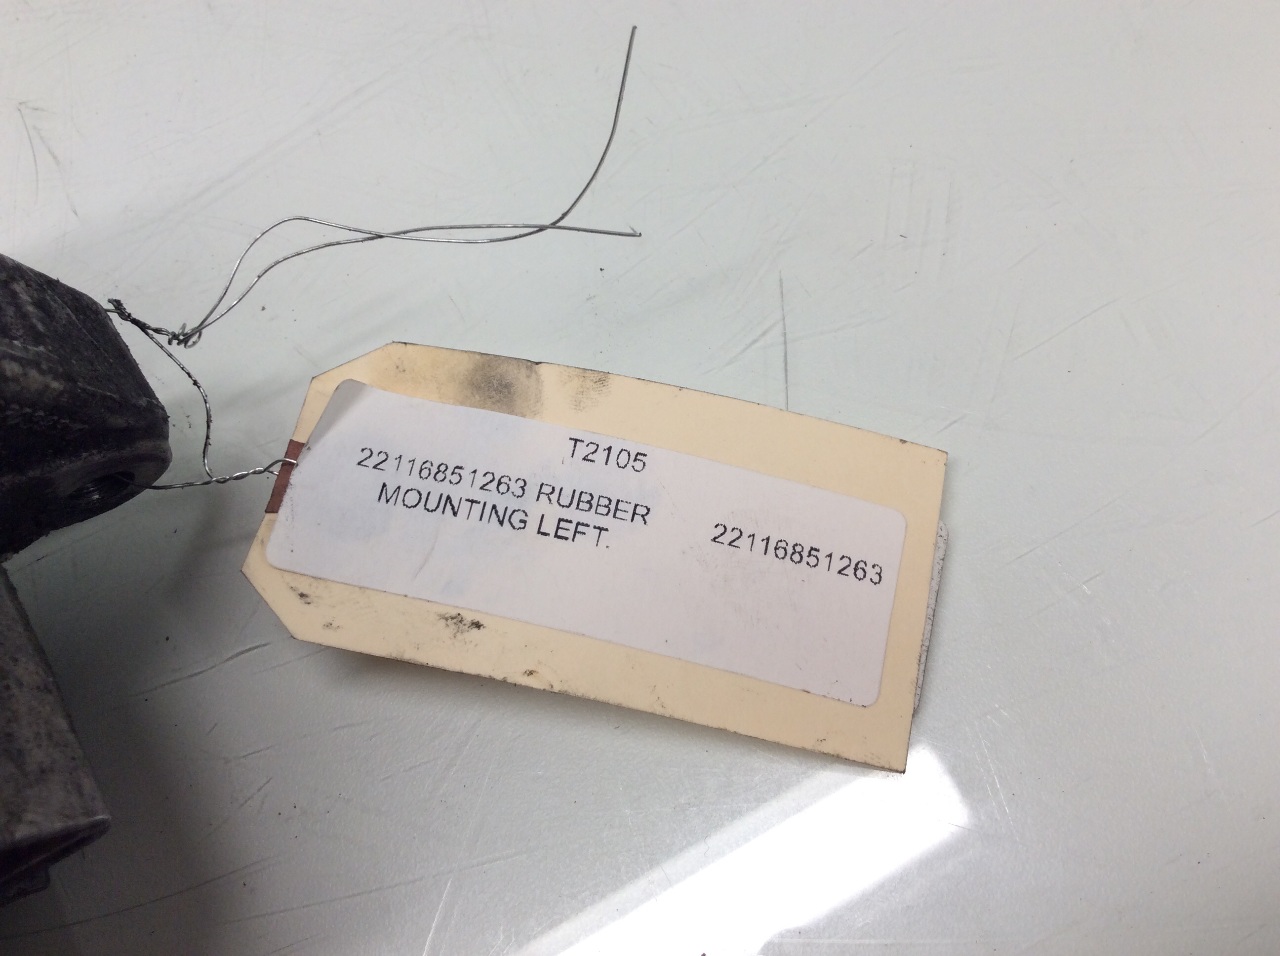 T2105
22116851263 RUBBER
MOUNTING LEFT.
22116851263